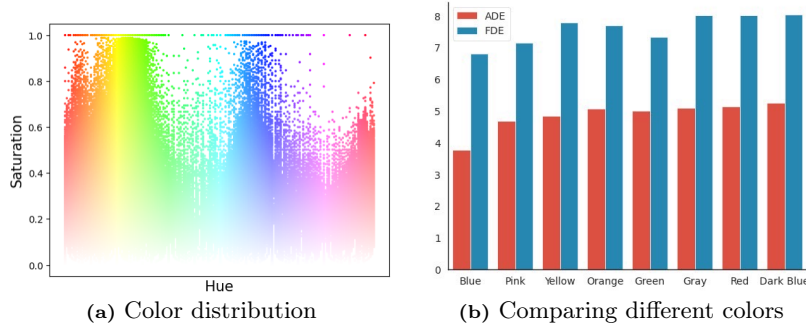 1.0
0.8
0.6
0.4
0.2
0.0
Saturation
Hue
(a) Color distribution
ADE
FDE
8
7
6
5
4
3
2
1
0
Blue Pink Yellow Orange Green Gray Red Dark Blue
(b) Comparing different colors